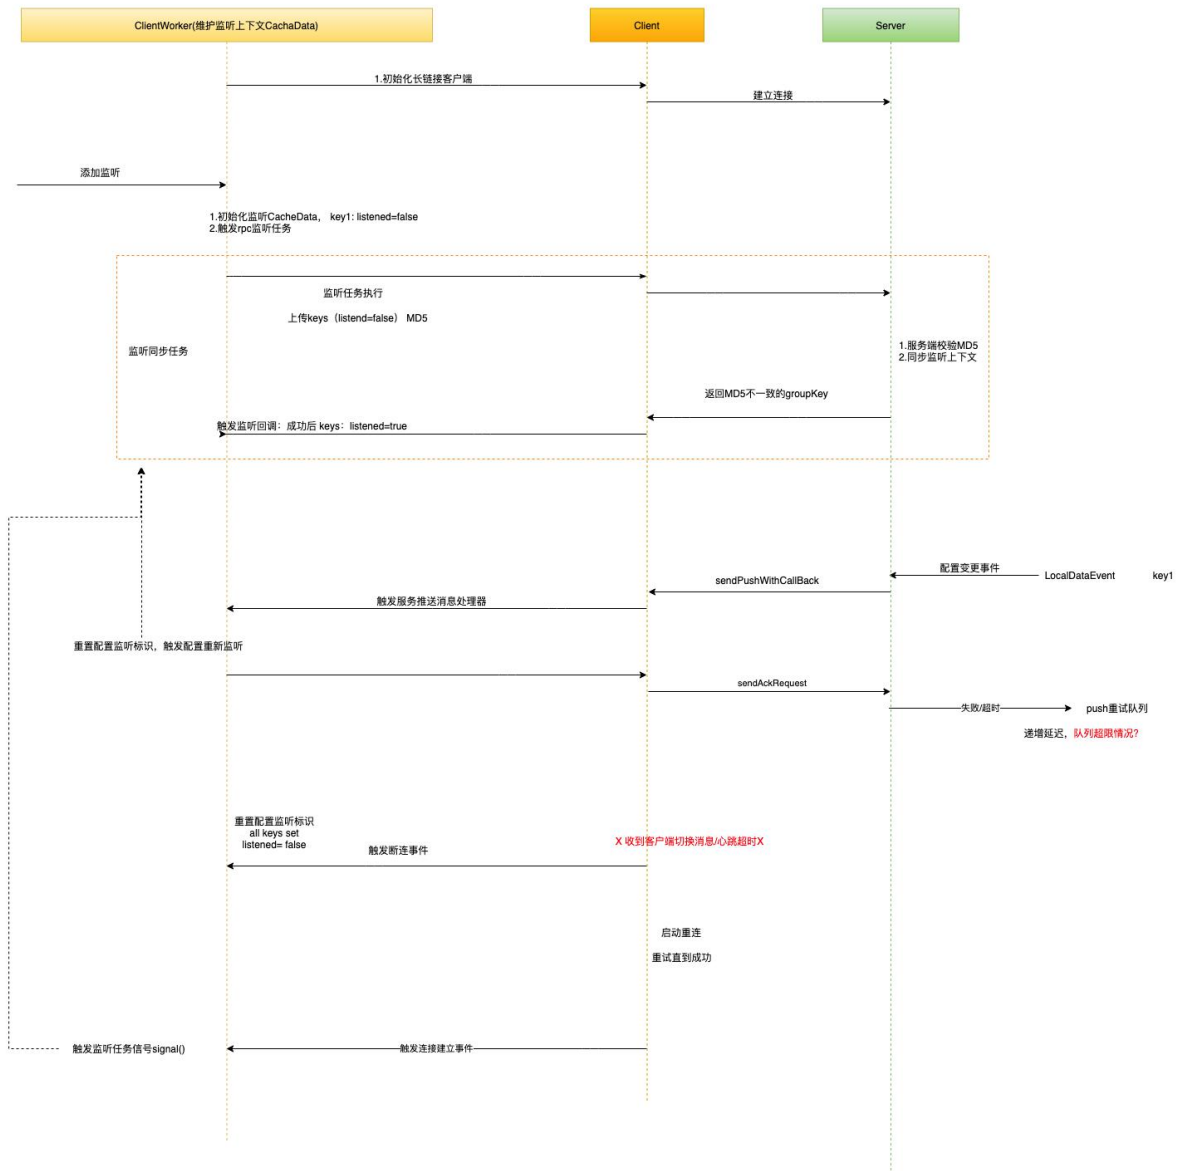 ClientWorker(维护监听上下文CachaData)
Client
Server
1.初始化长链接客户端
建立连接
添加监听
1.初始化监听CacheData， key1: listened=false
2.触发rpc监听任务
监听任务执行
上传keys（listend=false） MD5
监听同步任务
1.服务端校验MD5
2.同步监听上下文
返回MD5不一致的groupKey
触发监听回调：成功后 keys：listened=true
配置变更事件
LocalDataEvent
key1
sendPushWithCallBack
触发服务推送消息处理器
重置配置监听标识，触发配置重新监听
sendAckRequest
失败/超时
push重试队列
递增延迟，队列超限情况?
重置配置监听标识
all keys set
listened= false
X 收到客户端切换消息/心跳超时X
触发断连事件
启动重连
重试直到成功
触发监听任务信号signal()
触发连接建立事件